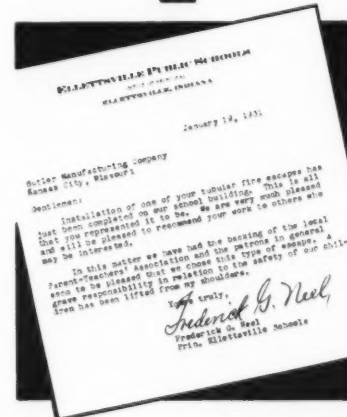 ELLETTSVILLE PUBLIC SCHOOLS
ELLETTSVILLE, INDIANA
January 19, 1931
Butler Manufacturing Company
Kansas City, Missouri
Gentlemen:
Installation of one of your tubular fire escapes has
just been completed on our school building. This is all
that you represented it to be. We are very much pleased
and will be pleased to recommend your work to others who
may be interested.
In this matter we have had the backing of the local
Parent-Teachers' Association and the patrons in general
seem to be pleased that we chose this type of escape. A
grave responsibility in relation to the safety of our chil-
dren has been lifted from my shoulders.
Yours truly,
Frederick G. Neel
Frederick G. Neel
Prin. Ellettsville Schools